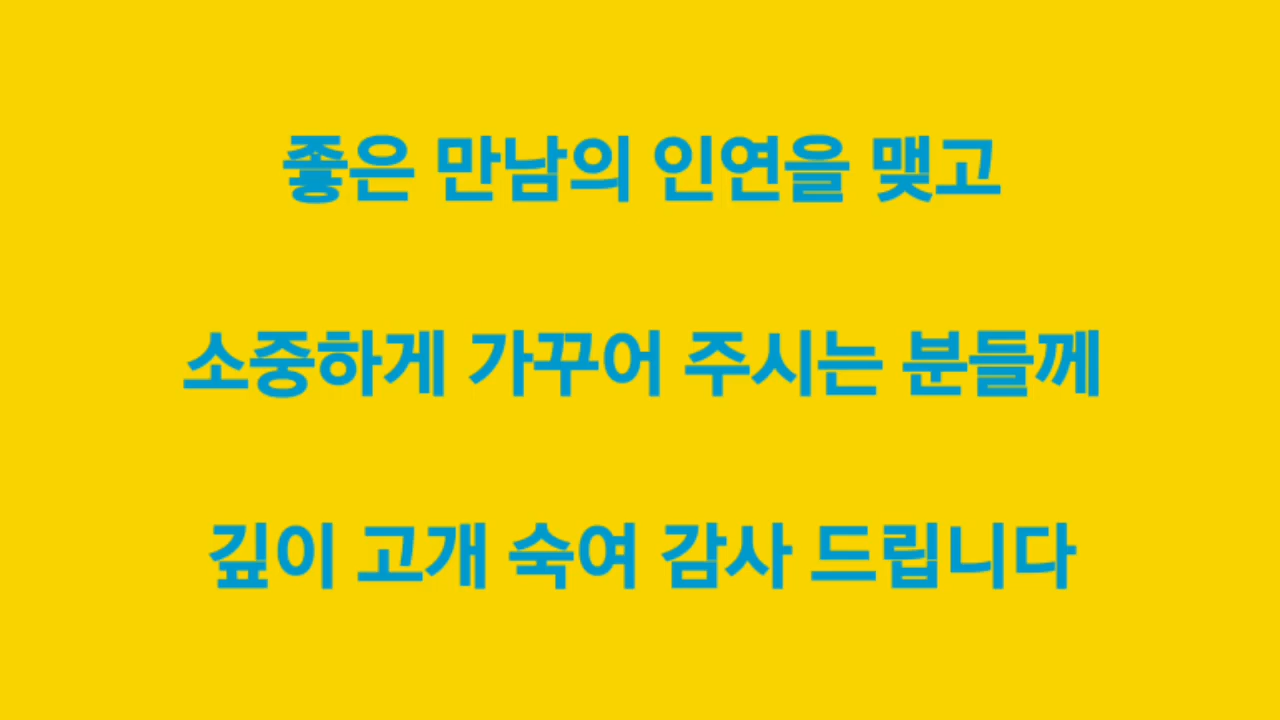 좋은 만남의 인연을 맺고
소중하게 가꾸어 주시는 분들께
깊이 고개 숙여 감사 드립니다